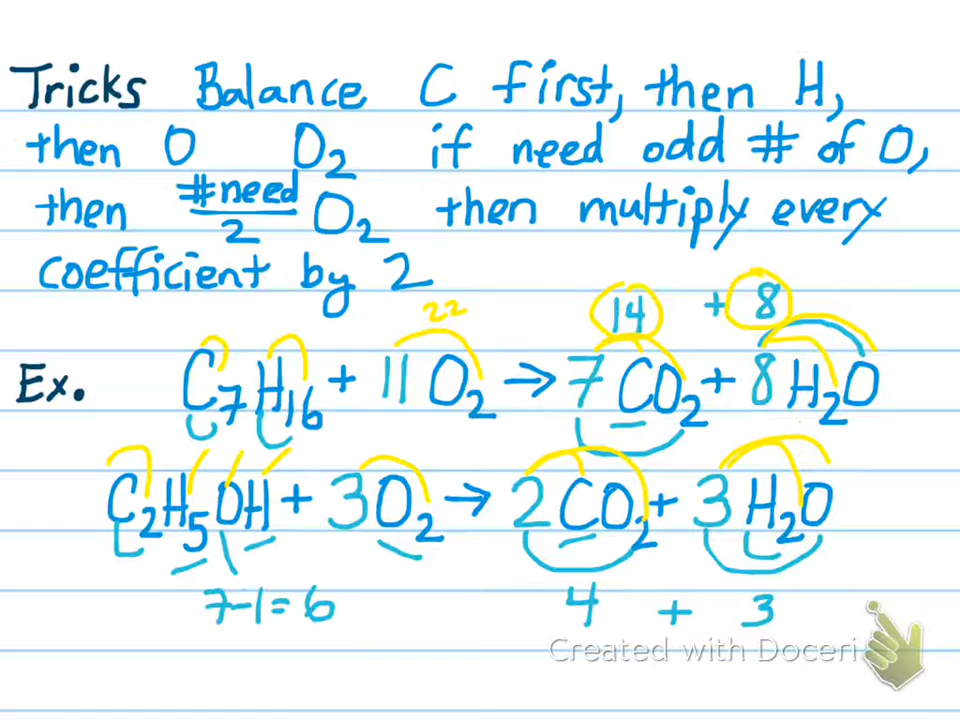 Tricks Balance C first, then H,
then O O₂ if need odd # of O,
then #need/2 O₂ then multiply every
coefficient by 2
22 14 + 8
Ex. C₇H₁₆ + 11 O₂ → 7 CO₂ + 8 H₂O
C₂H₅OH + 3O₂ → 2CO₂ + 3H₂O
7-1=6 4 + 3
Created with Doceri